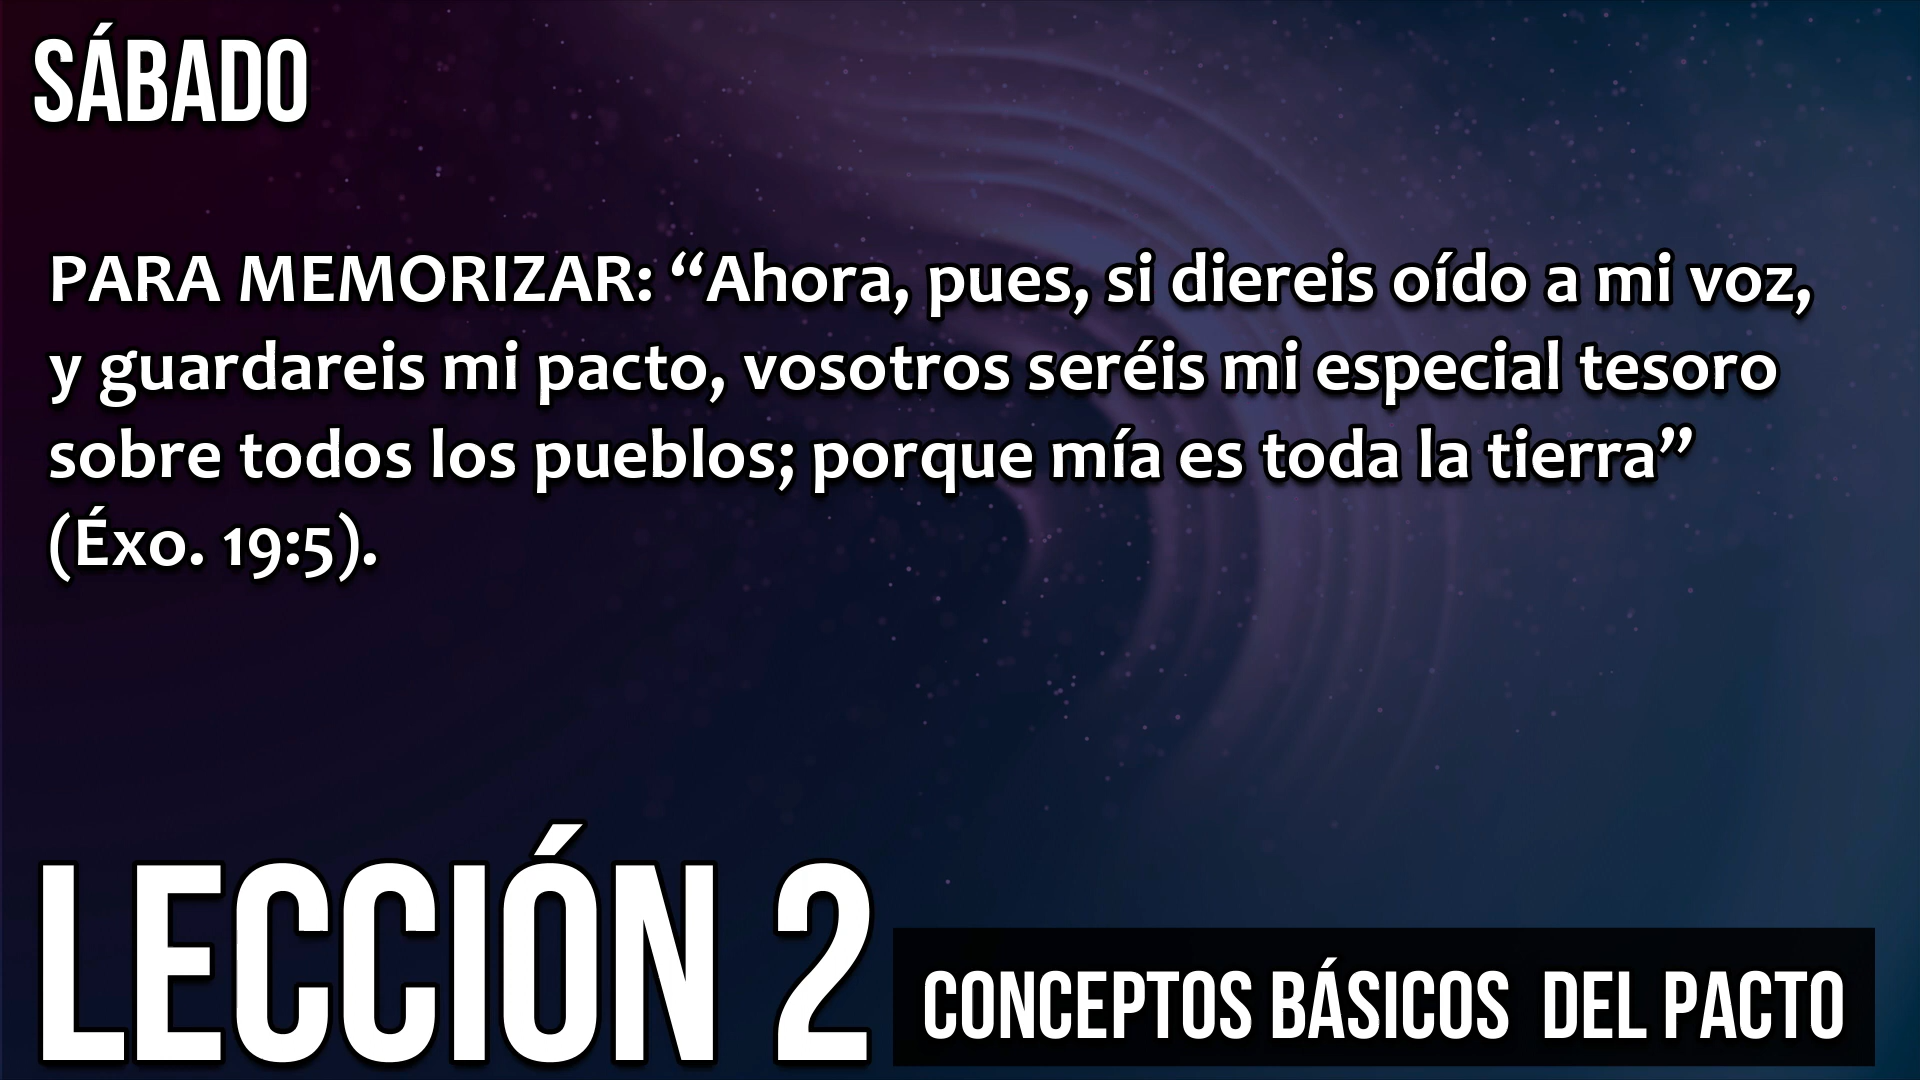 SÁBADO
PARA MEMORIZAR: “Ahora, pues, si diereis oído a mi voz,
y guardareis mi pacto, vosotros seréis mi especial tesoro
sobre todos los pueblos; porque mía es toda la tierra”
(Éxo. 19:5).
LECCIÓN 2
CONCEPTOS BÁSICOS DEL PACTO